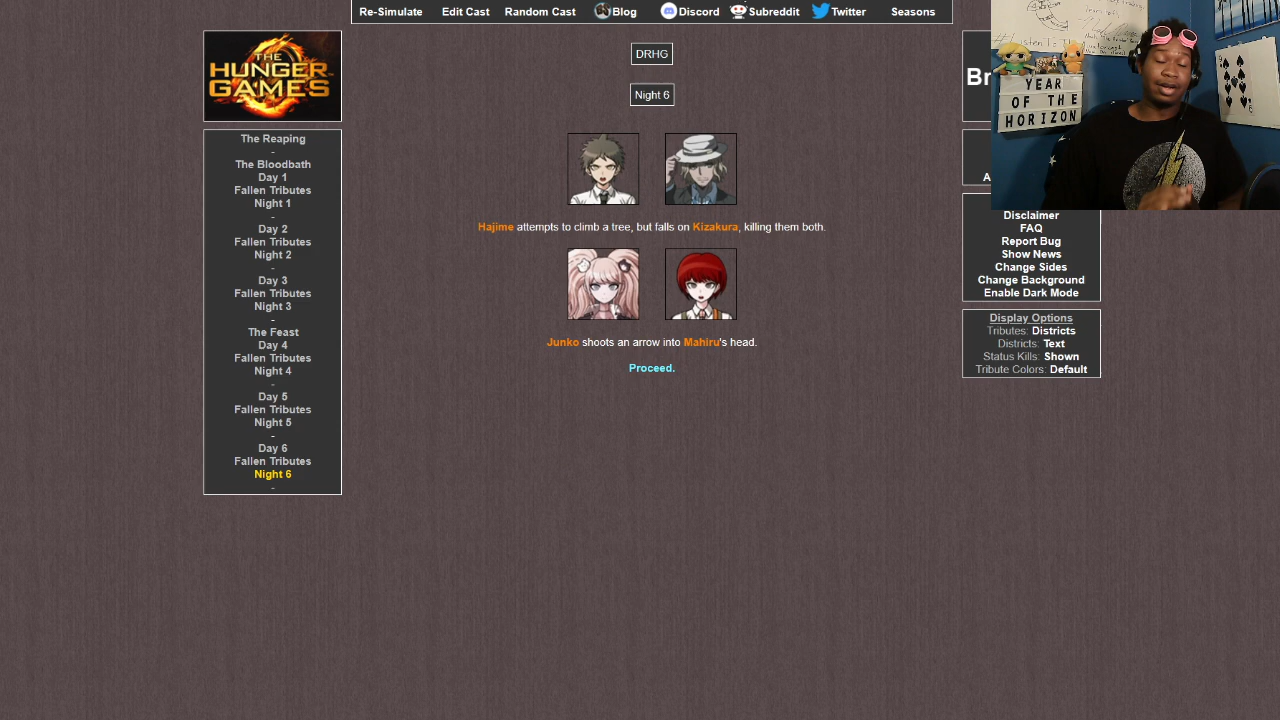 Re-Simulate Edit Cast Random Cast Blog Discord Subreddit Twitter Seasons
THE
HUNGER
GAMES
The Reaping
-
The Bloodbath
Day 1
Fallen Tributes
Night 1
-
Day 2
Fallen Tributes
Night 2
-
Day 3
Fallen Tributes
Night 3
-
The Feast
Day 4
Fallen Tributes
Night 4
-
Day 5
Fallen Tributes
Night 5
-
Day 6
Fallen Tributes
Night 6
-
DRHG
Night 6
Hajime attempts to climb a tree, but falls on Kizakura, killing them both.
Junko shoots an arrow into Mahiru's head.
Proceed.
Br
A
Disclaimer
FAQ
Report Bug
Show News
Change Sides
Change Background
Enable Dark Mode
Display Options
Tributes: Districts
Districts: Text
Status Kills: Shown
Tribute Colors: Default
YEAR
OF THE
HORIZON